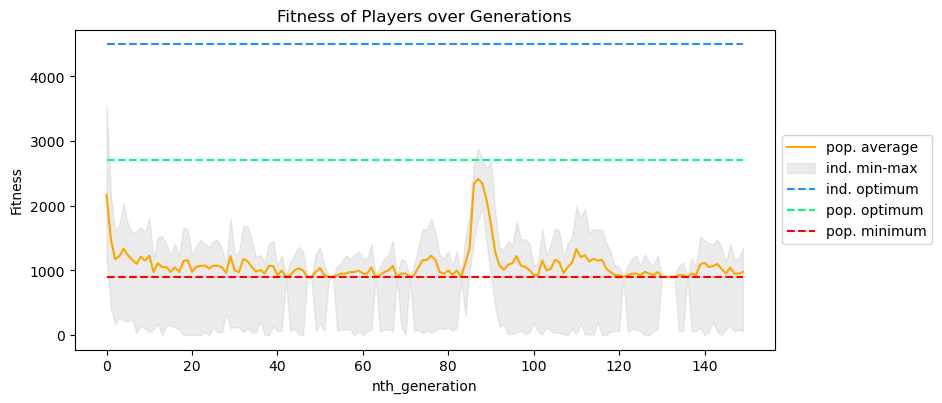 Fitness of Players over Generations
Fitness
4000
3000
2000
1000
0
0 20 40 60 80 100 120 140
nth_generation
pop. average
ind. min-max
ind. optimum
pop. optimum
pop. minimum